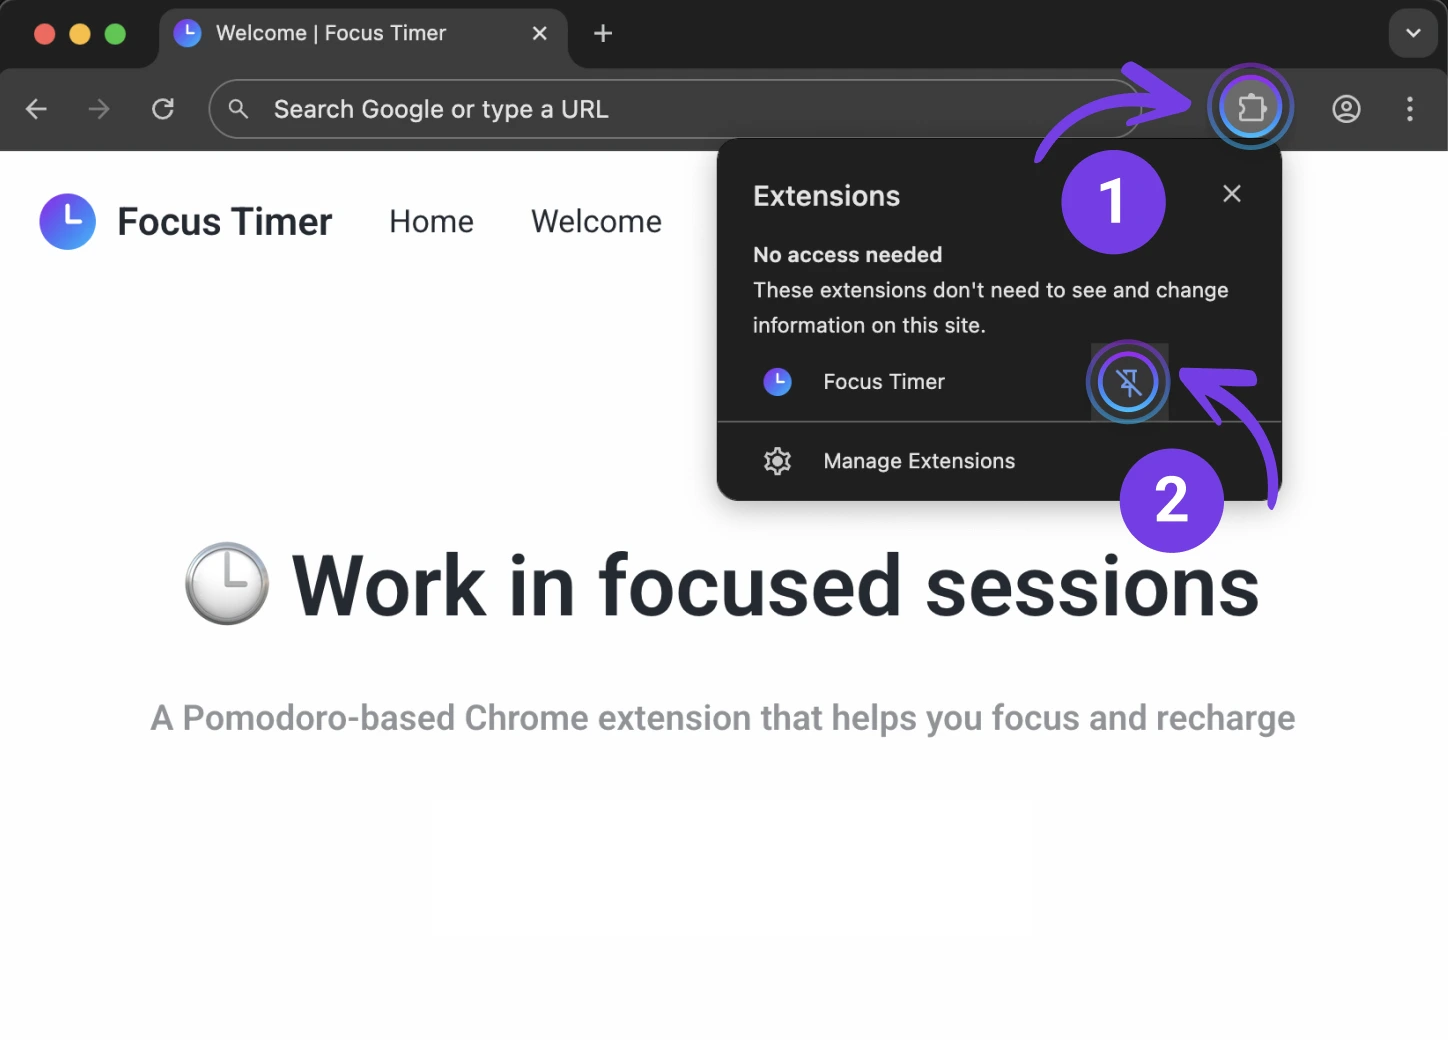 Welcome | Focus Timer
Search Google or type a URL
1
Focus Timer
Home
Welcome
Extensions
No access needed
These extensions don't need to see and change
information on this site.
Focus Timer
Manage Extensions
2
Work in focused sessions
A Pomodoro-based Chrome extension that helps you focus and recharge